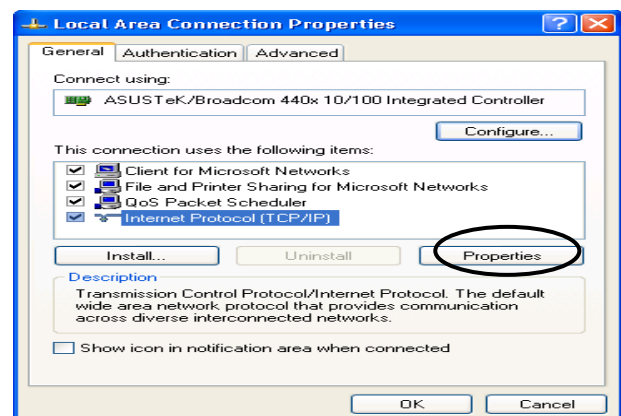 Local Area Connection Properties
General Authentication Advanced
Connect using:
ASUSTeK/Broadcom 440x 10/100 Integrated Controller
Configure...
This connection uses the following items:
Client for Microsoft Networks
File and Printer Sharing for Microsoft Networks
QoS Packet Scheduler
Internet Protocol (TCP/IP)
Install... Uninstall Properties
Description
Transmission Control Protocol/Internet Protocol. The default
wide area network protocol that provides communication
across diverse interconnected networks.
Show icon in notification area when connected
OK Cancel